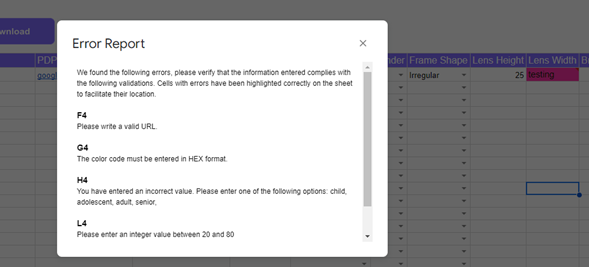 Error Report
We found the following errors, please verify that the information entered complies with
the following validations. Cells with errors have been highlighted correctly on the sheet
to facilitate their location.
F4
Please write a valid URL.
G4
The color code must be entered in HEX format.
H4
You have entered an incorrect value. Please enter one of the following options: child,
adolescent, adult, senior,
L4
Please enter an integer value between 20 and 80
wnload
PDP
nder Frame Shape Lens Height Lens Width B
googl
Irregular 25 testing